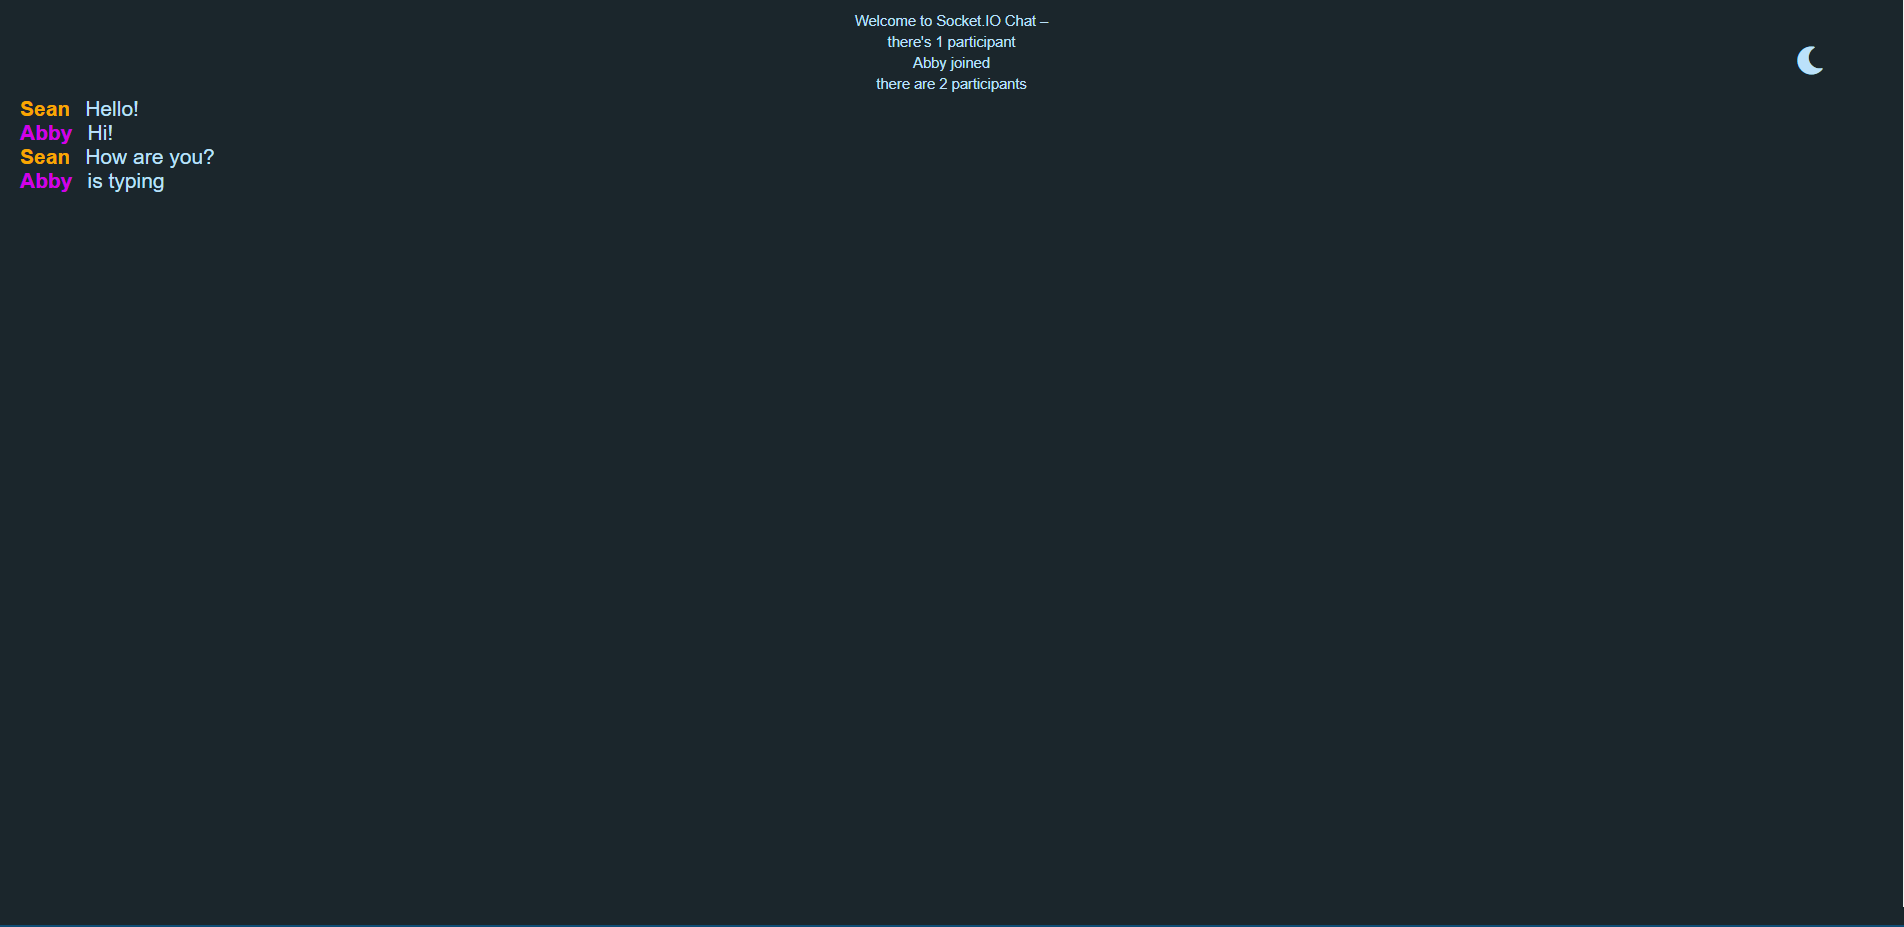 Welcome to Socket.IO Chat –
there's 1 participant
Abby joined
there are 2 participants
Sean Hello!
Abby Hi!
Sean How are you?
Abby is typing